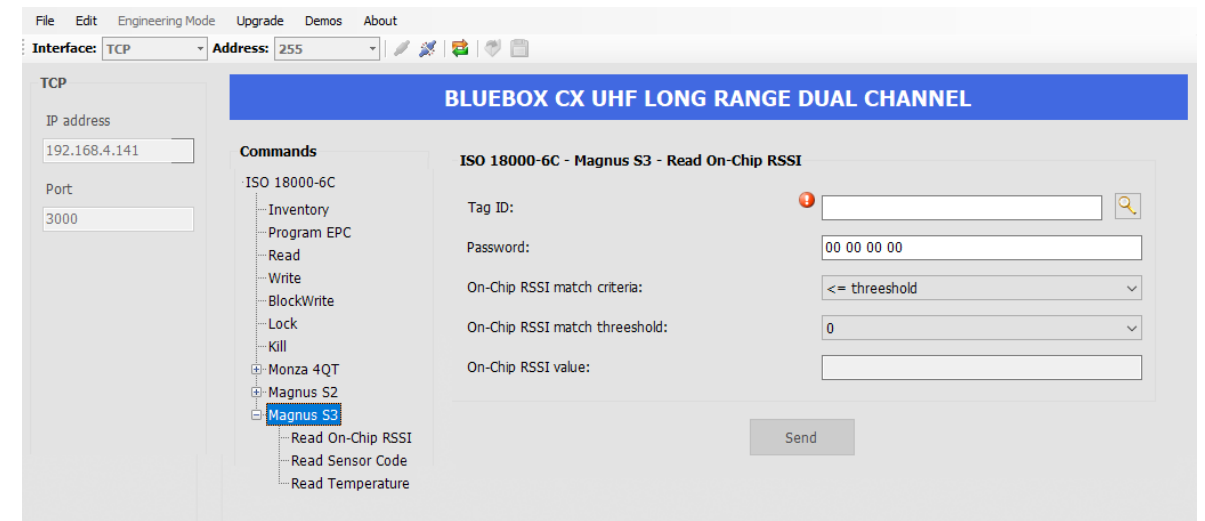 File Edit Engineering Mode Upgrade Demos About
Interface: TCP Address: 255
TCP
IP address
192.168.4.141
Port
3000
BLUEBOX CX UHF LONG RANGE DUAL CHANNEL
Commands
ISO 18000-6C
Inventory
Program EPC
Read
Write
BlockWrite
Lock
Kill
Monza 4QT
Magnus S2
Magnus S3
Read On-Chip RSSI
Read Sensor Code
Read Temperature
ISO 18000-6C - Magnus S3 - Read On-Chip RSSI
Tag ID:
Password: 00 00 00 00
On-Chip RSSI match criteria: <= threeshold
On-Chip RSSI match threeshold: 0
On-Chip RSSI value:
Send